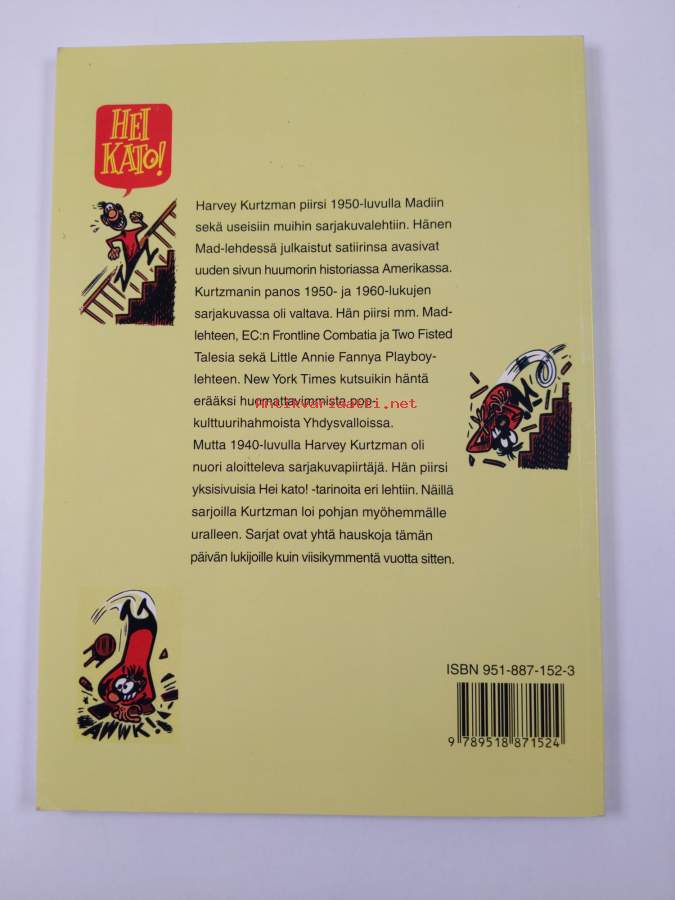 HEI
KATO!
Harvey Kurtzman piirsi 1950-luvulla Madiin
sekä useisiin muihin sarjakuvalehtiin. Hänen
Mad-lehdessä julkaistut satiirinsa avasivat
uuden sivun huumorin historiassa Amerikassa.
Kurtzmanin panos 1950- ja 1960-lukujen
sarjakuvassa oli valtava. Hän piirsi mm. Mad-
lehteen, EC:n Frontline Combatia ja Two Fisted
Talesia sekä Little Annie Fannya Playboy-
lehteen. New York Times kutsuikin häntä
erääksi huomattavimmista pop-
kulttuurihahmoista Yhdysvalloissa.
Mutta 1940-luvulla Harvey Kurtzman oli
nuori aloitteleva sarjakuvapiirtäjä. Hän piirsi
yksisivuisia Hei kato! -tarinoita eri lehtiin. Näillä
sarjoilla Kurtzman loi pohjan myöhemmälle
uralleen. Sarjat ovat yhtä hauskoja tämän
päivän lukijoille kuin viisikymmentä vuotta sitten.
Antikvariaatti.net
AWWK!
ISBN 951-887-152-3
9 789518 871524